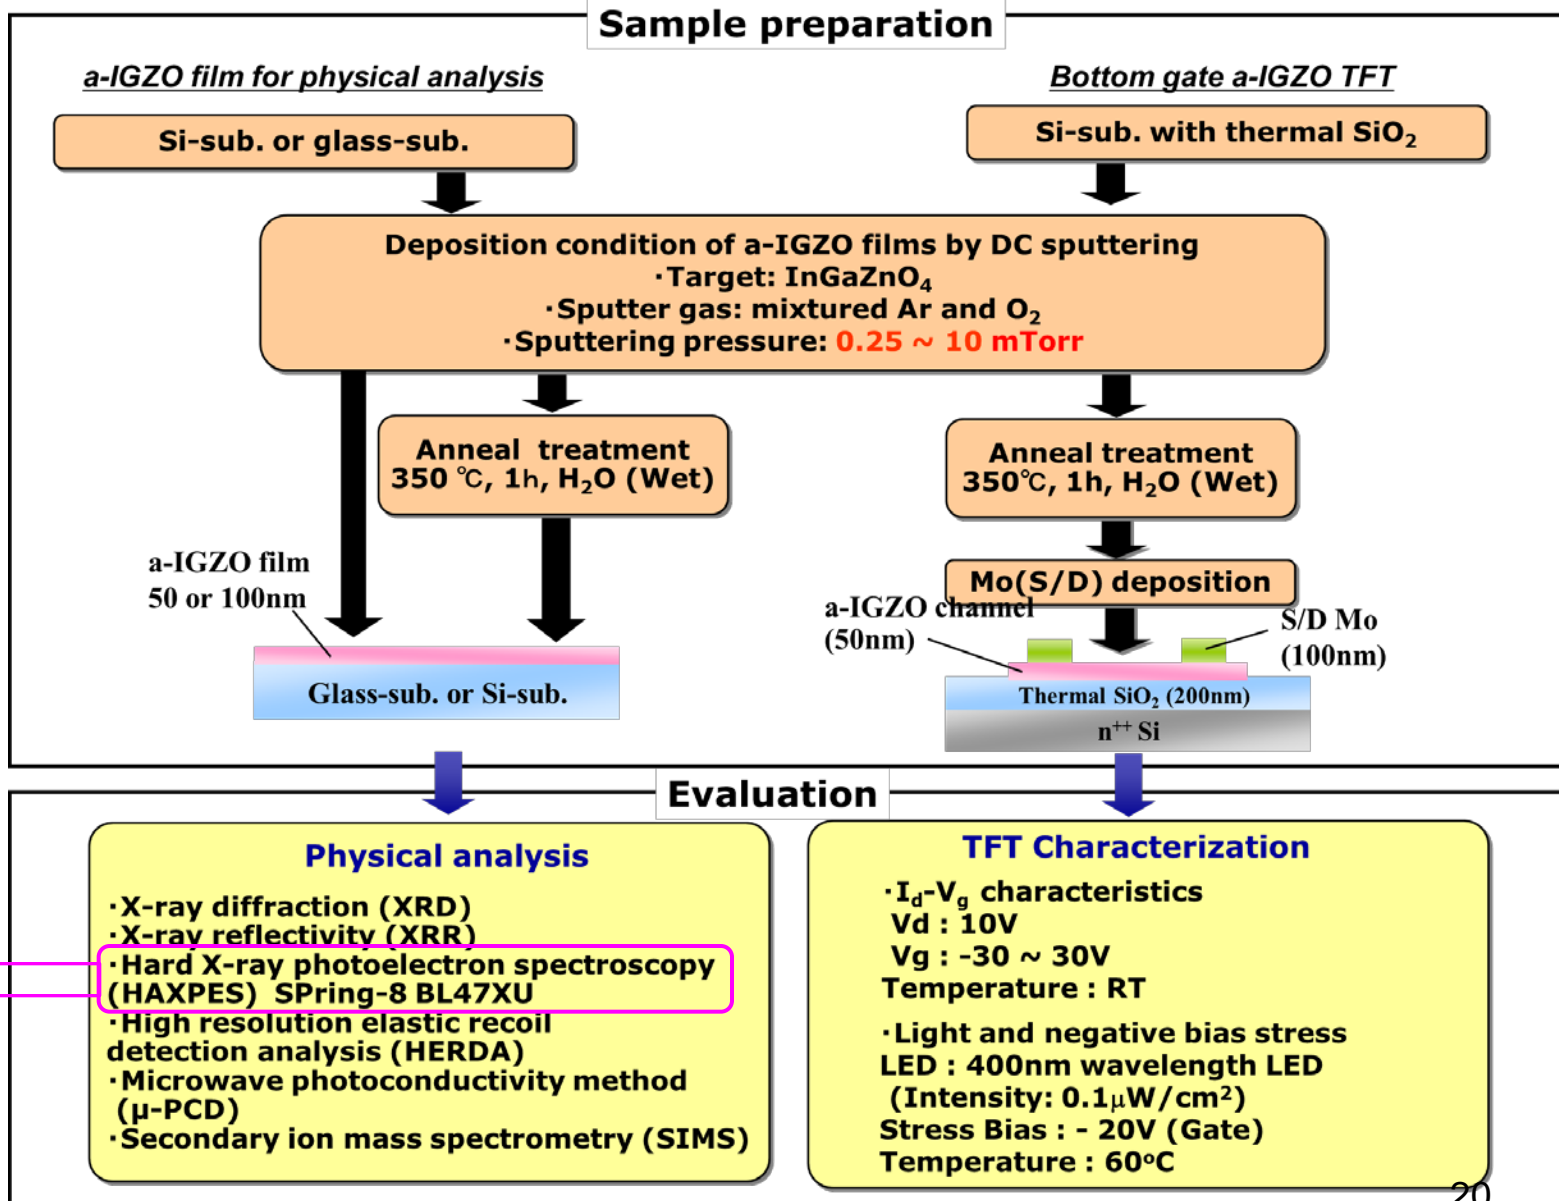 Sample preparation
a-IGZO film for physical analysis
Si-sub. or glass-sub.
Bottom gate a-IGZO TFT
Si-sub. with thermal SiO₂
Deposition condition of a-IGZO films by DC sputtering
·Target: InGaZnO₄
·Sputter gas: mixtured Ar and O₂
·Sputtering pressure: 0.25 ~ 10 mTorr
Anneal treatment
350 ℃, 1h, H₂O (Wet)
a-IGZO film
50 or 100nm
Glass-sub. or Si-sub.
Anneal treatment
350℃, 1h, H₂O (Wet)
Mo(S/D) deposition
a-IGZO channel
(50nm)
S/D Mo
(100nm)
Thermal SiO₂ (200nm)
n⁺⁺ Si
Evaluation
Physical analysis
·X-ray diffraction (XRD)
·X-ray reflectivity (XRR)
·Hard X-ray photoelectron spectroscopy
(HAXPES) SPring-8 BL47XU
·High resolution elastic recoil
detection analysis (HERDA)
·Microwave photoconductivity method
(μ-PCD)
·Secondary ion mass spectrometry (SIMS)
TFT Characterization
·I_d-V_g characteristics
Vd : 10V
Vg : -30 ~ 30V
Temperature : RT
·Light and negative bias stress
LED : 400nm wavelength LED
(Intensity: 0.1μW/cm²)
Stress Bias : - 20V (Gate)
Temperature : 60ºC
20